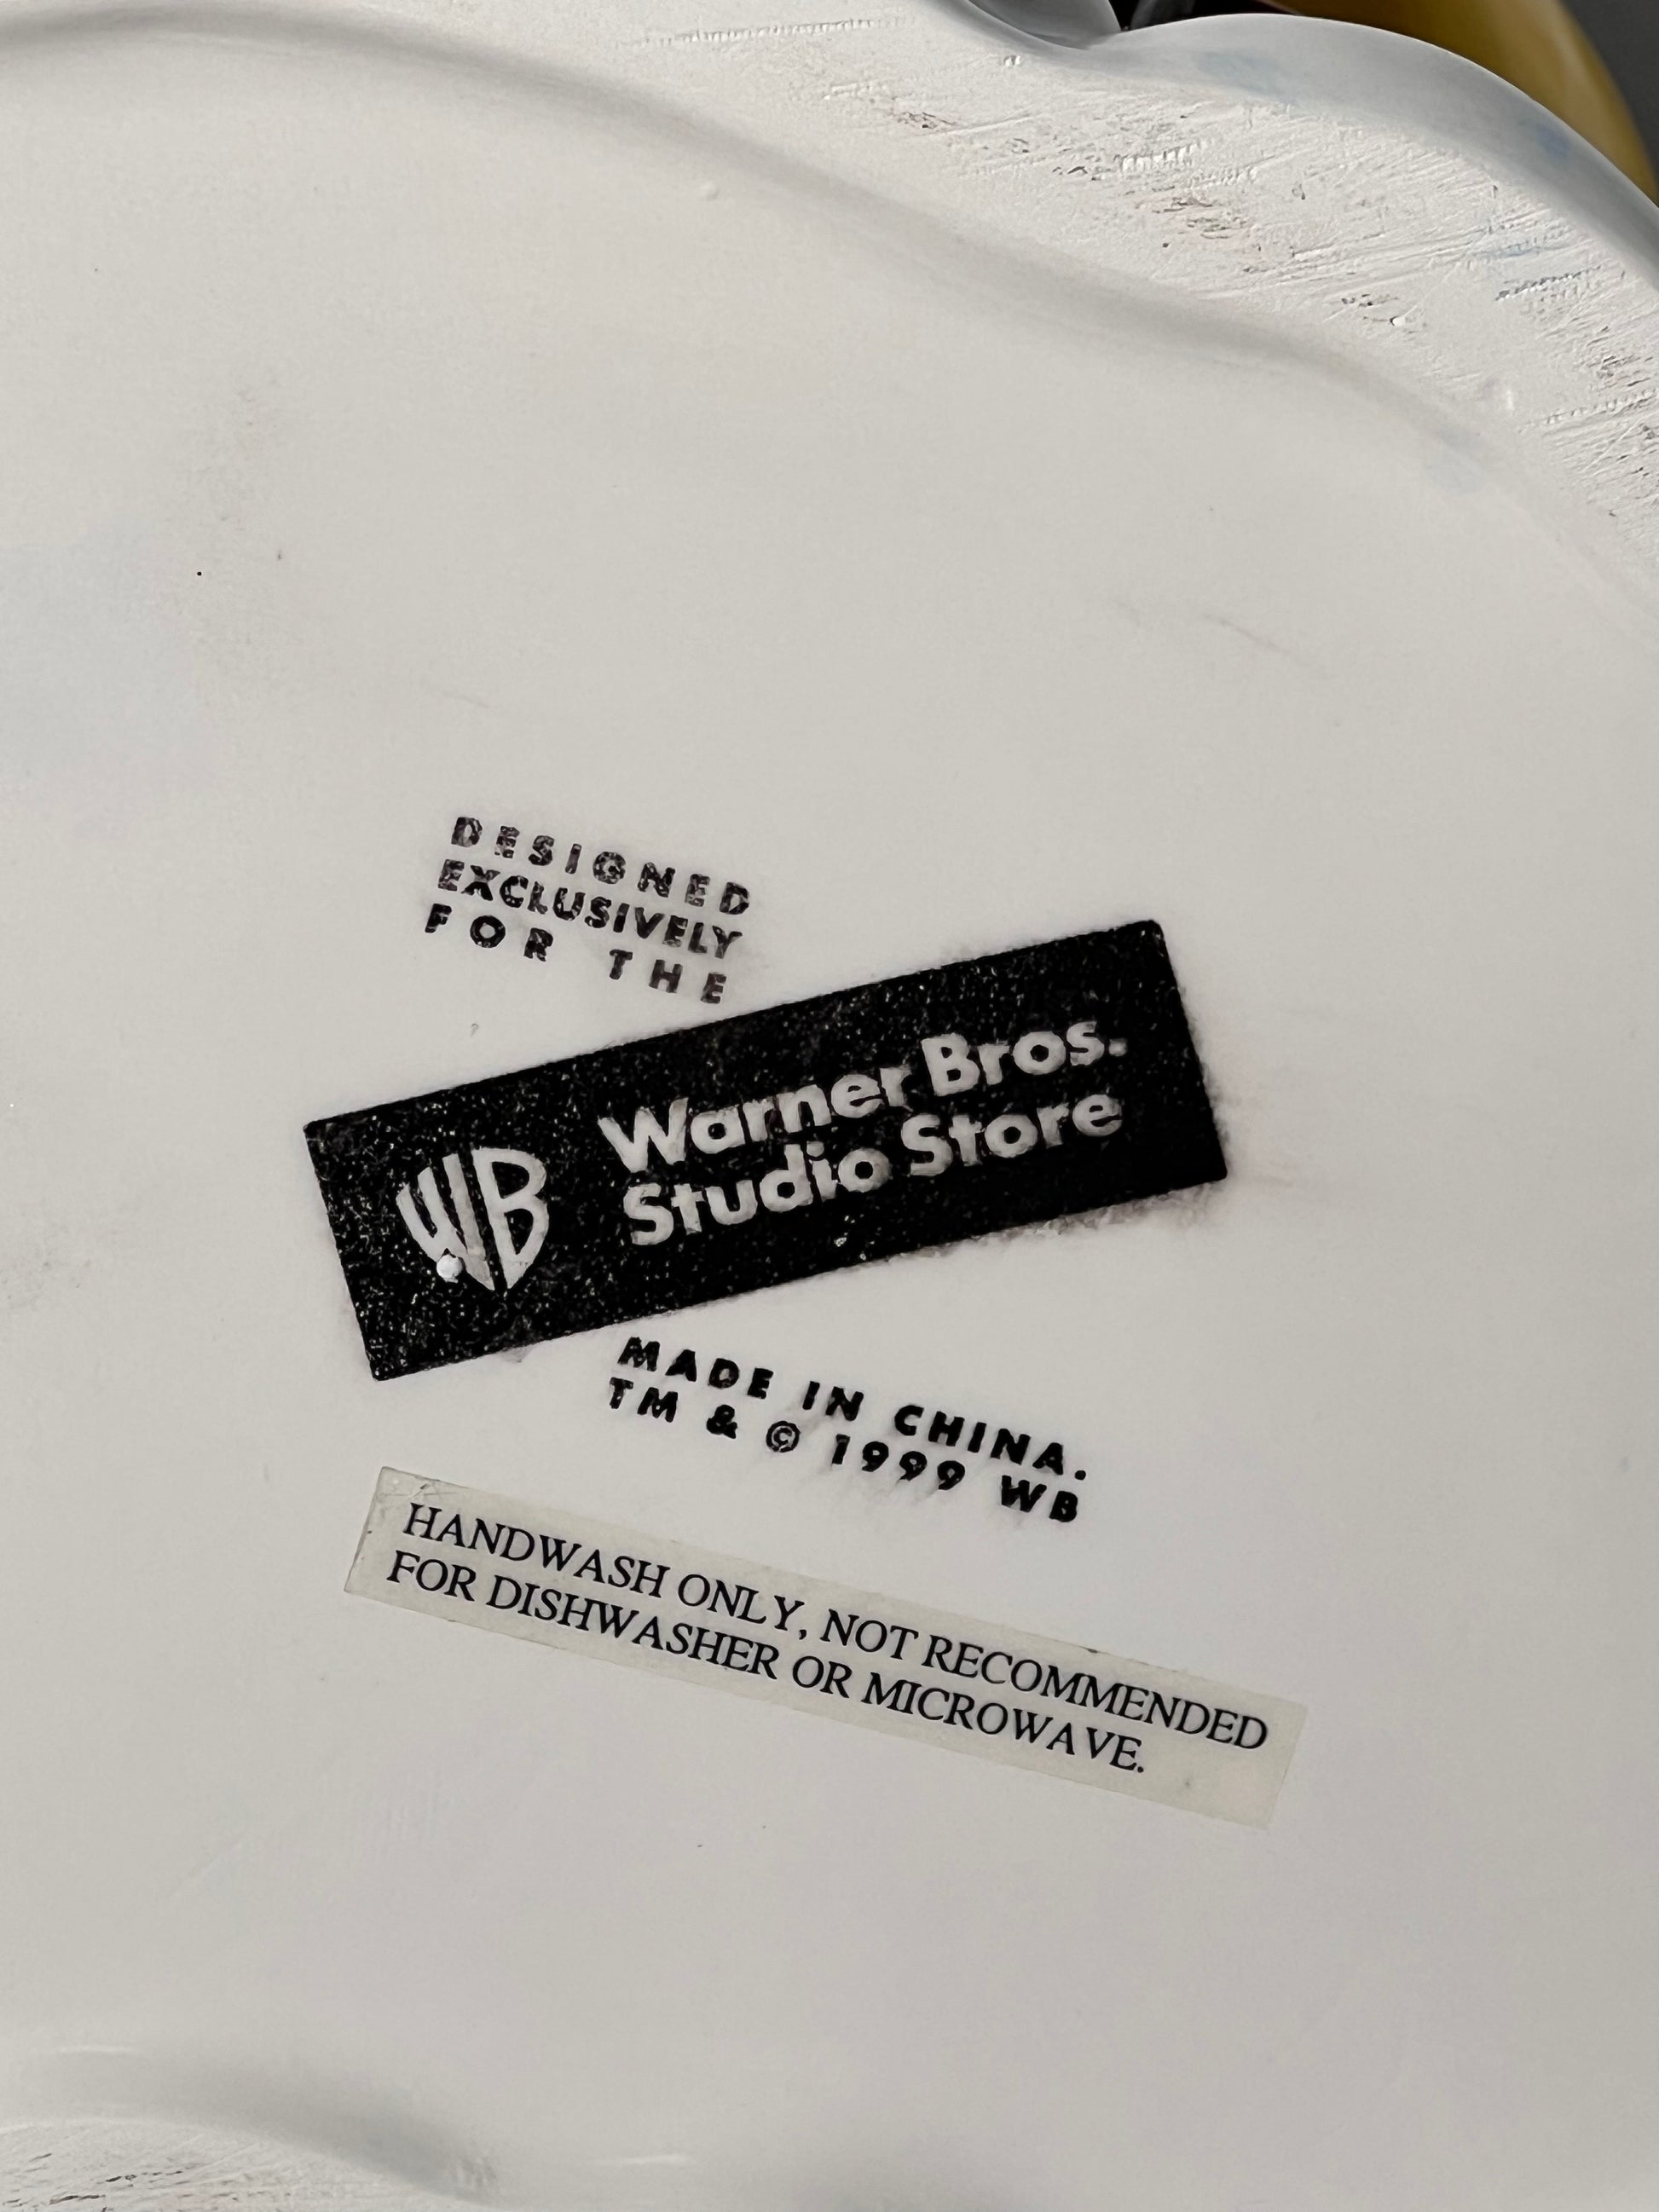 DESIGNED
EXCLUSIVELY
FOR THE
WB
Warner Bros.
Studio Store
MADE IN CHINA.
TM & © 1999 WB
HANDWASH ONLY, NOT RECOMMENDED
FOR DISHWASHER OR MICROWAVE.